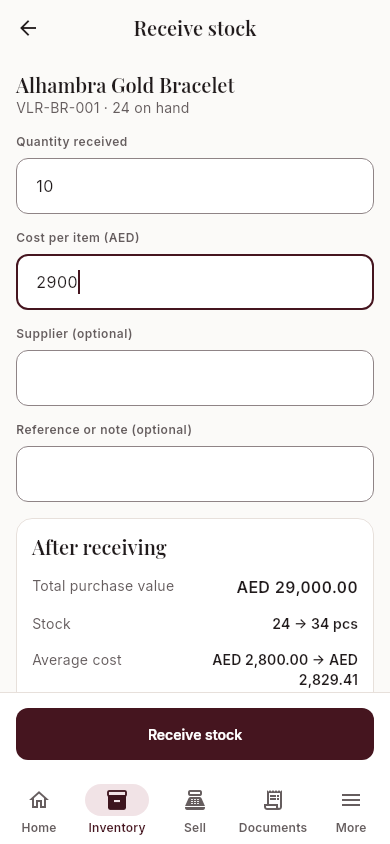 Receive stock
Alhambra Gold Bracelet
VLR-BR-001 · 24 on hand
Quantity received
10
Cost per item (AED)
2900
Supplier (optional)
Reference or note (optional)
After receiving
Total purchase value AED 29,000.00
Stock 24 → 34 pcs
Average cost AED 2,800.00 → AED
2,829.41
Receive stock
Home Inventory Sell Documents More